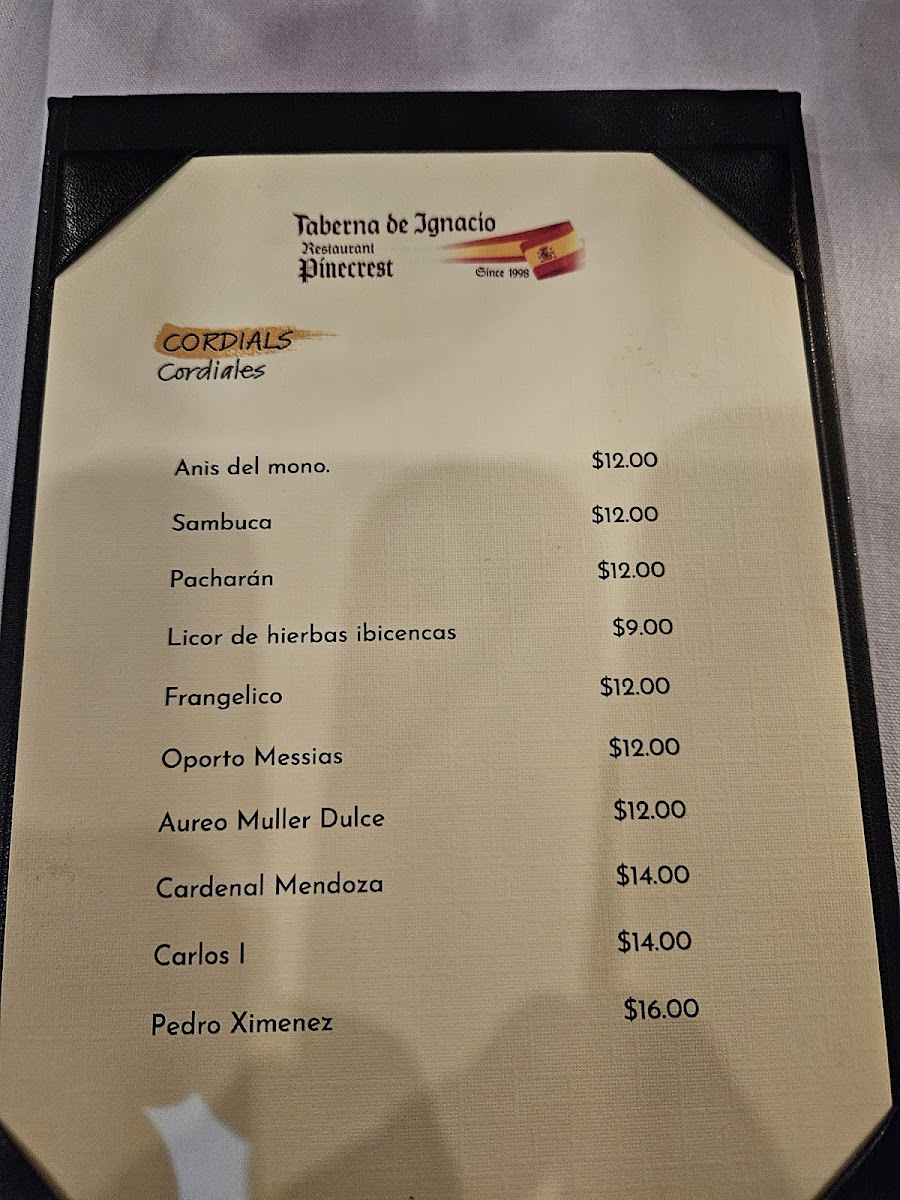 Taberna de Ignacio
Restaurant
Pinecrest
Since 1998
CORDIALS
Cordiales
Anis del mono. $12.00
Sambuca $12.00
Pacharán $12.00
Licor de hierbas ibicencas $9.00
Frangelico $12.00
Oporto Messias $12.00
Aureo Muller Dulce $12.00
Cardenal Mendoza $14.00
Carlos I $14.00
Pedro Ximenez $16.00